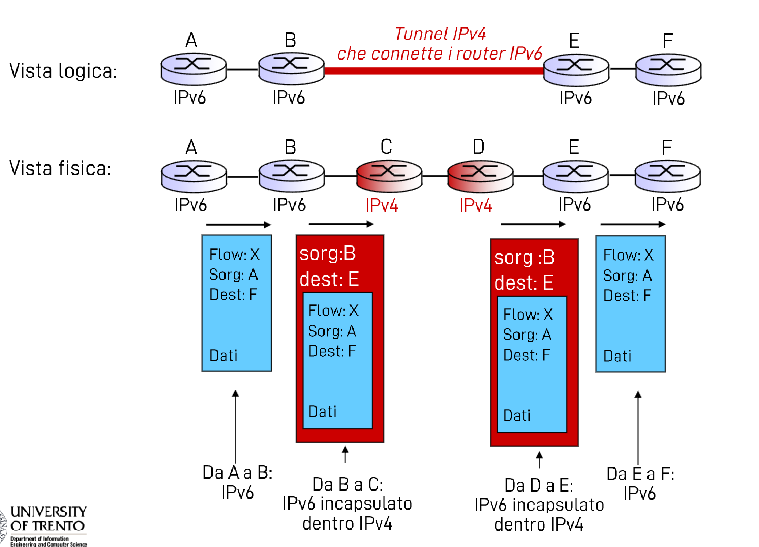 Tunnel IPv4
che connette i router IPv6
A
B
E
F
Vista logica:
IPv6
IPv6
IPv6
IPv6
A
B
C
D
E
F
Vista fisica:
IPv6
IPv6
IPv4
IPv4
IPv6
IPv6
Flow: X
Sorg: A
Dest: F
Dati
sorg:B
dest: E
Flow: X
Sorg: A
Dest: F
Dati
sorg :B
dest: E
Flow: X
Sorg: A
Dest: F
Dati
Flow: X
Sorg: A
Dest: F
Dati
Da A a B:
IPv6
Da B a C:
IPv6 incapsulato
dentro IPv4
Da D a E:
IPv6 incapsulato
dentro IPv4
Da E a F:
IPv6
UNIVERSITY
OF TRENTO
Department of Information
Engineering and Computer Science